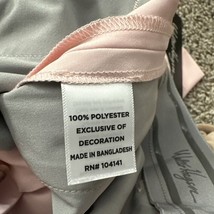 100% POLYESTER
EXCLUSIVE OF
DECORATION
MADE IN BANGLADESH
RN# 104141